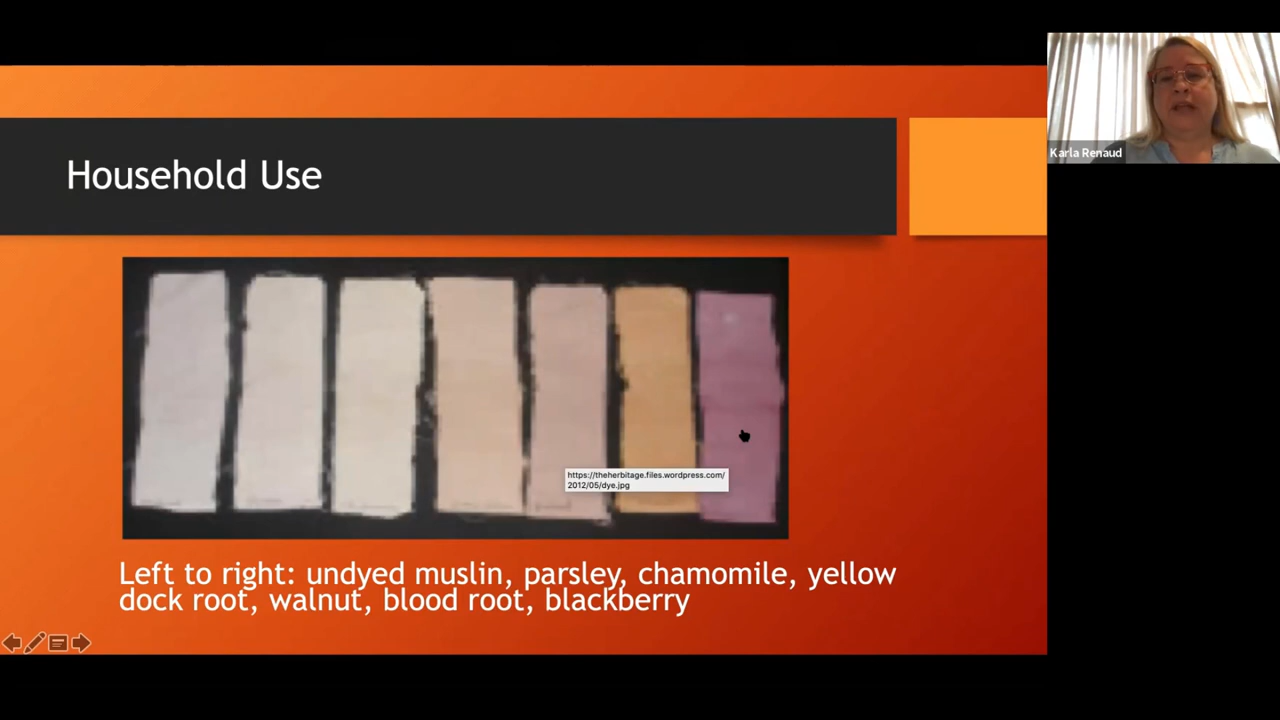 Household Use
Karla Renaud
https://theherbitage.files.wordpress.com/
2012/05/dye.jpg
Left to right: undyed muslin, parsley, chamomile, yellow
dock root, walnut, blood root, blackberry